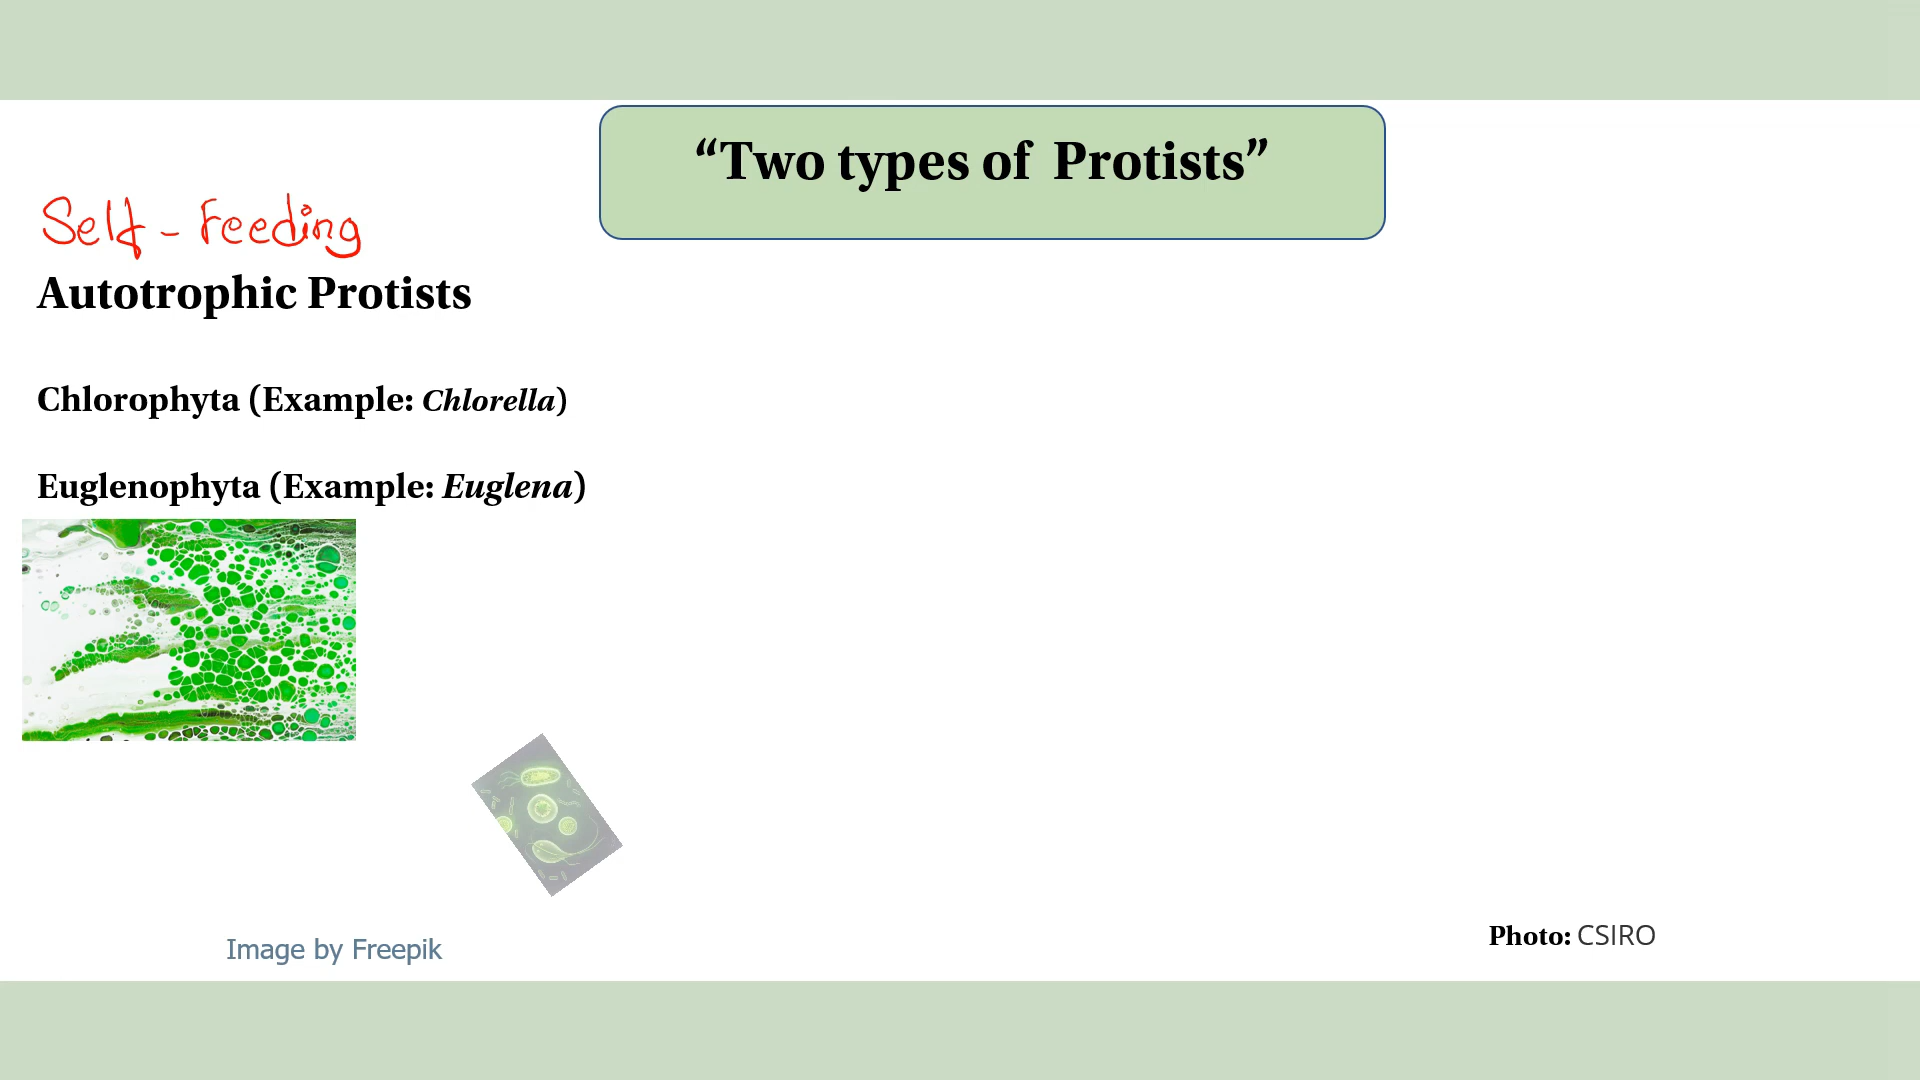 “Two types of Protists”
Self-Feeding
Autotrophic Protists
Chlorophyta (Example: Chlorella)
Euglenophyta (Example: Euglena)
Image by Freepik
Photo: CSIRO